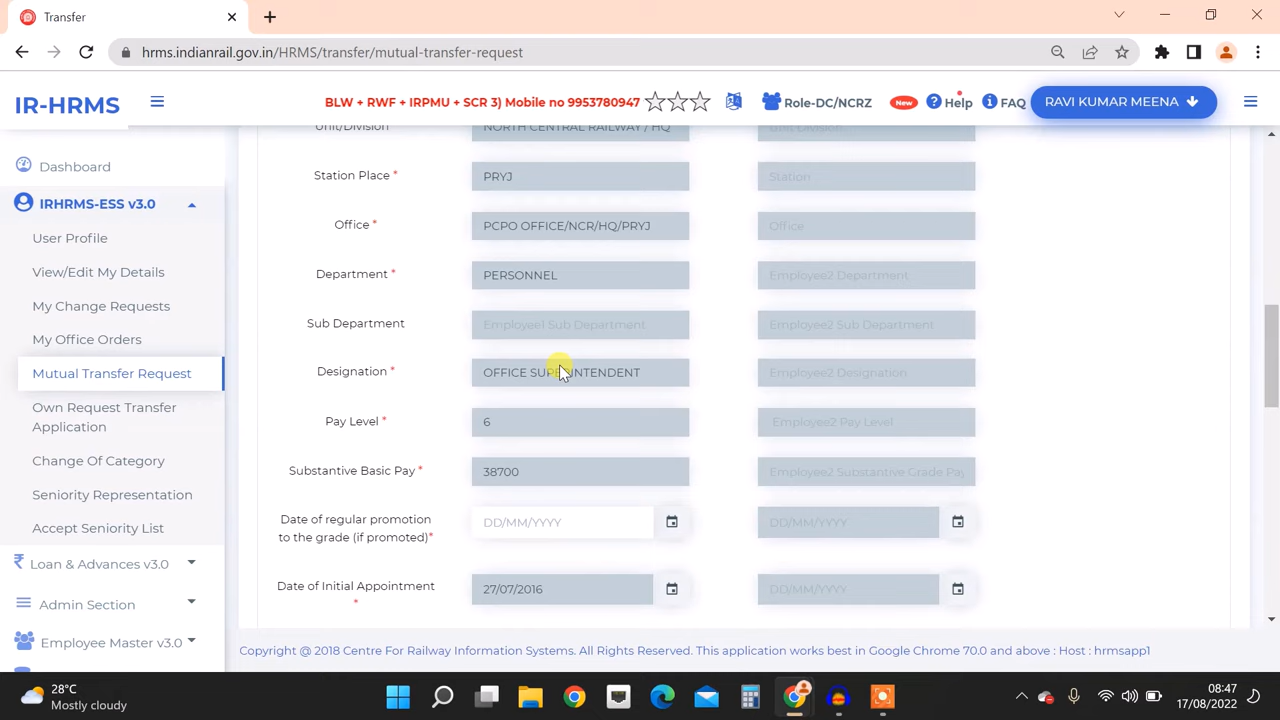 Transfer
hrms.indianrail.gov.in/HRMS/transfer/mutual-transfer-request
IR-HRMS
BLW + RWF + IRPMU + SCR 3) Mobile no 9953780947
Role-DC/NCRZ
New
Help
FAQ
RAVI KUMAR MEENA
Dashboard
IRHRMS-ESS v3.0
User Profile
View/Edit My Details
My Change Requests
My Office Orders
Mutual Transfer Request
Own Request Transfer
Application
Change Of Category
Seniority Representation
Accept Seniority List
Loan & Advances v3.0
Admin Section
Employee Master v3.0
Unit/Division NORTH CENTRAL RAILWAY / HQ
Station Place * PRYJ Station
Office * PCPO OFFICE/NCR/HQ/PRYJ Office
Department * PERSONNEL Employee2 Department
Sub Department Employee1 Sub Department Employee2 Sub Department
Designation * OFFICE SUPERINTENDENT Employee2 Designation
Pay Level * 6 Employee2 Pay Level
Substantive Basic Pay * 38700 Employee2 Substantive Grade Pay
Date of regular promotion
to the grade (if promoted)* DD/MM/YYYY DD/MM/YYYY
Date of Initial Appointment
* 27/07/2016 DD/MM/YYYY
Copyright @ 2018 Centre For Railway Information Systems. All Rights Reserved. This application works best in Google Chrome 70.0 and above : Host : hrmsapp1
28°C
Mostly cloudy
08:47
17/08/2022